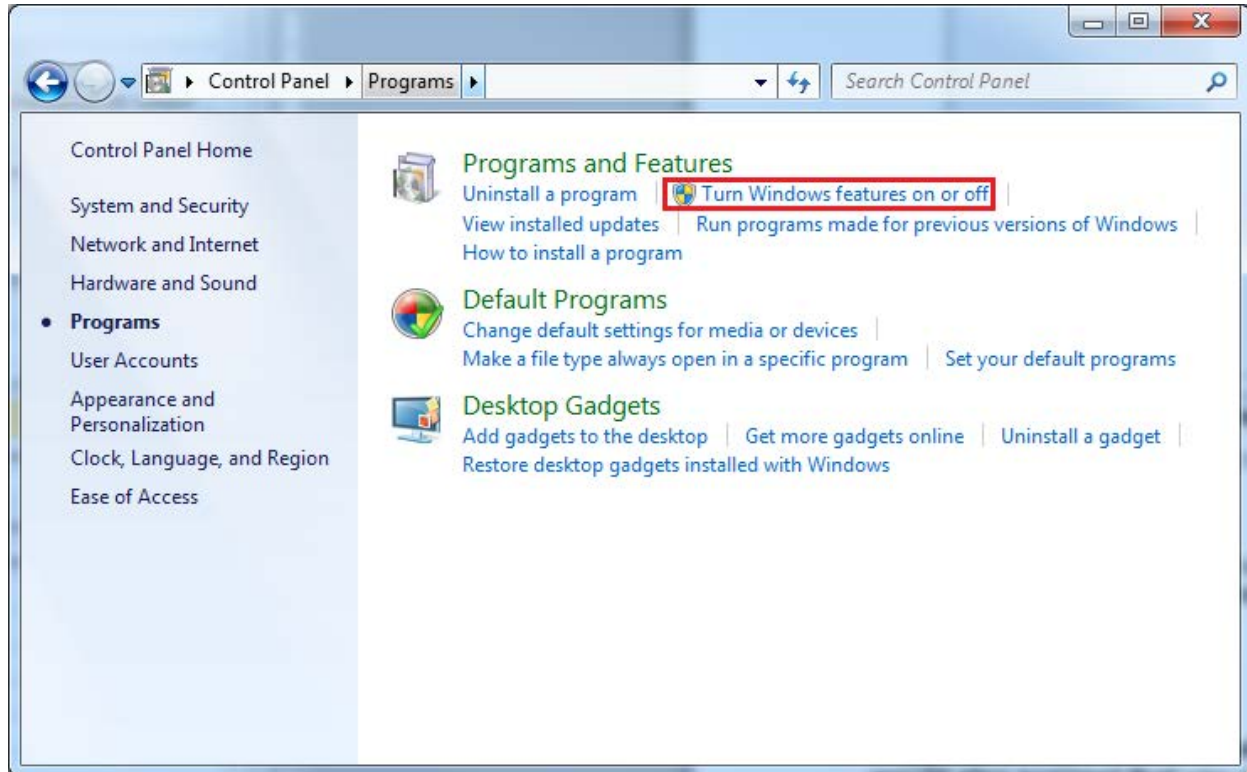 Control Panel Programs
Search Control Panel
Control Panel Home
System and Security
Network and Internet
Hardware and Sound
Programs
User Accounts
Appearance and
Personalization
Clock, Language, and Region
Ease of Access
Programs and Features
Uninstall a program Turn Windows features on or off
View installed updates Run programs made for previous versions of Windows
How to install a program
Default Programs
Change default settings for media or devices
Make a file type always open in a specific program Set your default programs
Desktop Gadgets
Add gadgets to the desktop Get more gadgets online Uninstall a gadget
Restore desktop gadgets installed with Windows